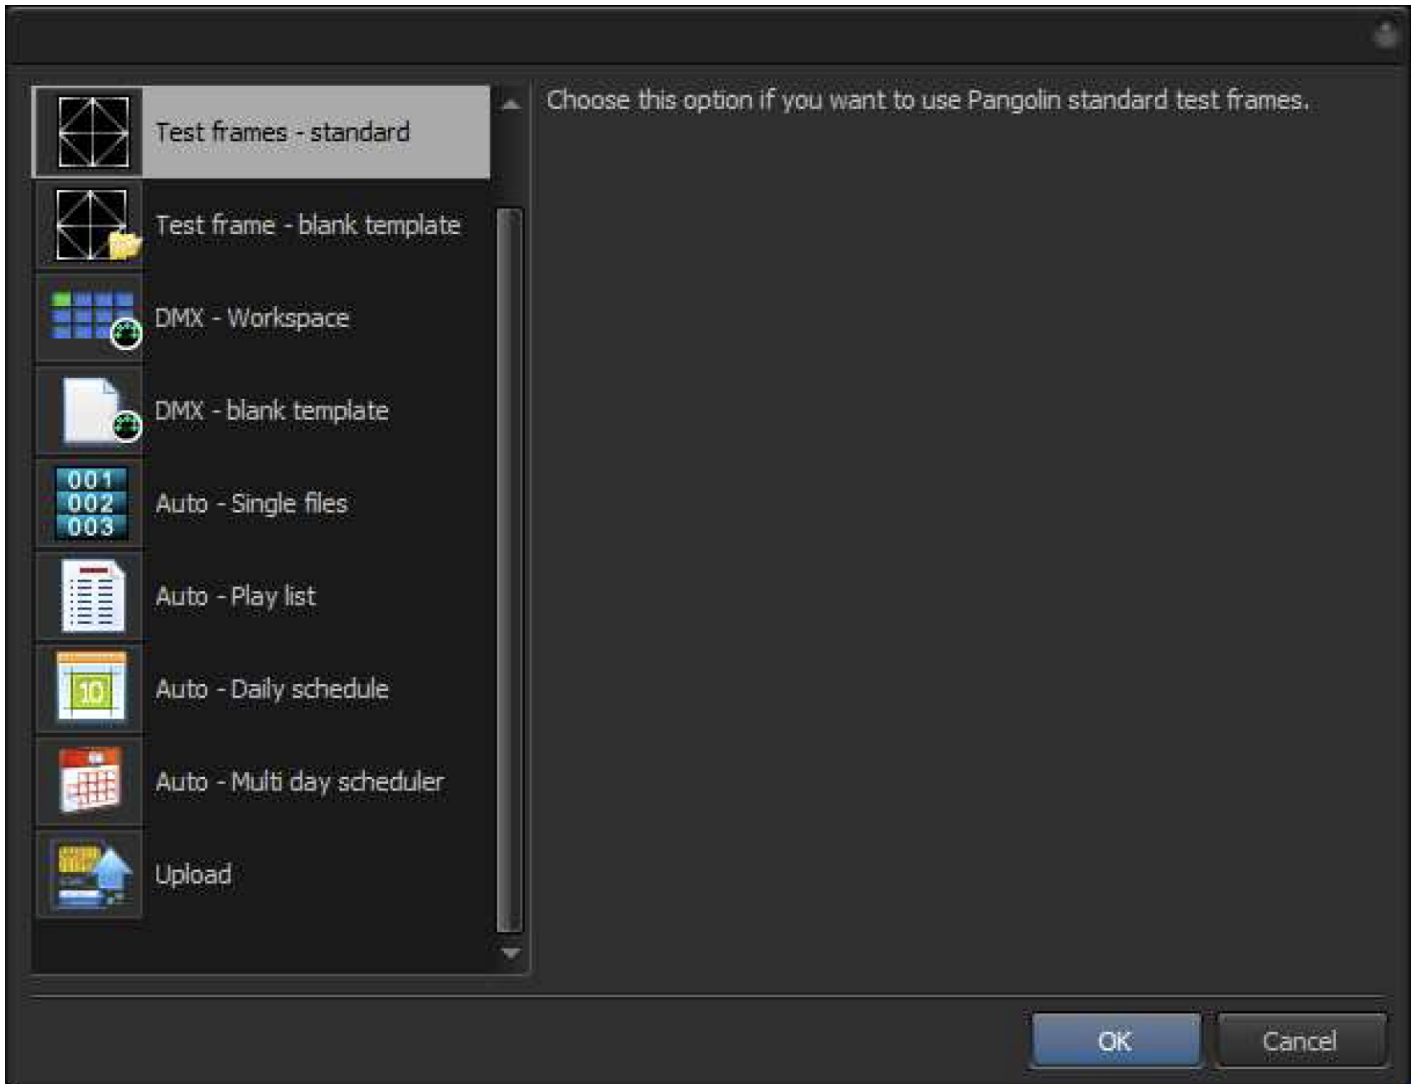 Test frames - standard
Choose this option if you want to use Pangolin standard test frames.
Test frame - blank template
DMX - Workspace
DMX - blank template
001
002
003
Auto - Single files
Auto - Play list
10
Auto - Daily schedule
Auto - Multi day scheduler
Upload
OK
Cancel